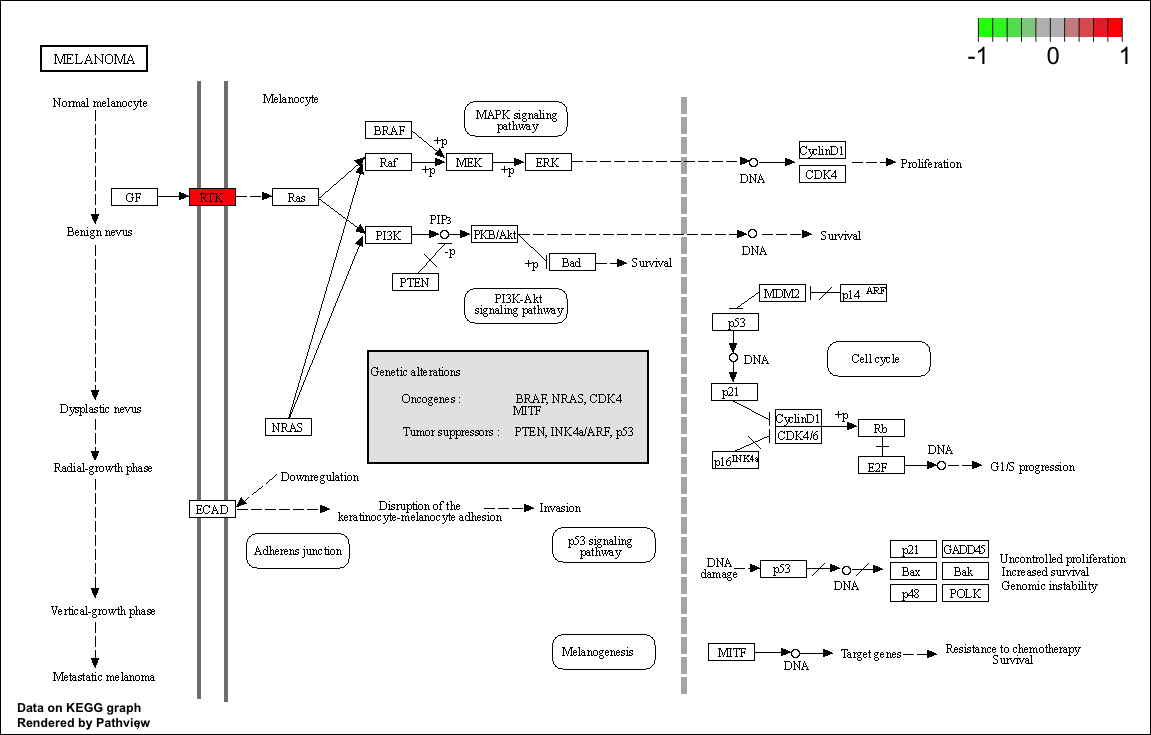 -1 0 1
MELANOMA
Normal melanocyte
Benign nevus
Dysplastic nevus
Radial-growth phase
Vertical-growth phase
Metastatic melanoma
Melanocyte
GF
RTK
Ras
BRAF
Raf
+p
+p
MEK
+p
ERK
MAPK signaling
pathway
DNA
CyclinD1
CDK4
Proliferation
PI3K
PIP3
-p
PTEN
PKB/Akt
+p
Bad
Survival
DNA
Survival
PI3K-Akt
signaling pathway
MDM2
p14 ARF
p53
DNA
p21
Cell cycle
CyclinD1
CDK4/6
+p
p16 INK4a
Rb
E2F
DNA
G1/S progression
NRAS
Genetic alterations
Oncogenes : BRAF, NRAS, CDK4
MITF
Tumor suppressors : PTEN, INK4a/ARF, p53
Downregulation
ECAD
Disruption of the
keratinocyte-melanocyte adhesion
Invasion
Adherens junction
p53 signaling
pathway
DNA
damage
p53
DNA
p21 GADD45
Bax Bak
p48 POLK
Uncontrolled proliferation
Increased survival
Genomic instability
Melanogenesis
MITF
DNA
Target genes
Resistance to chemotherapy
Survival
Data on KEGG graph
Rendered by Pathview